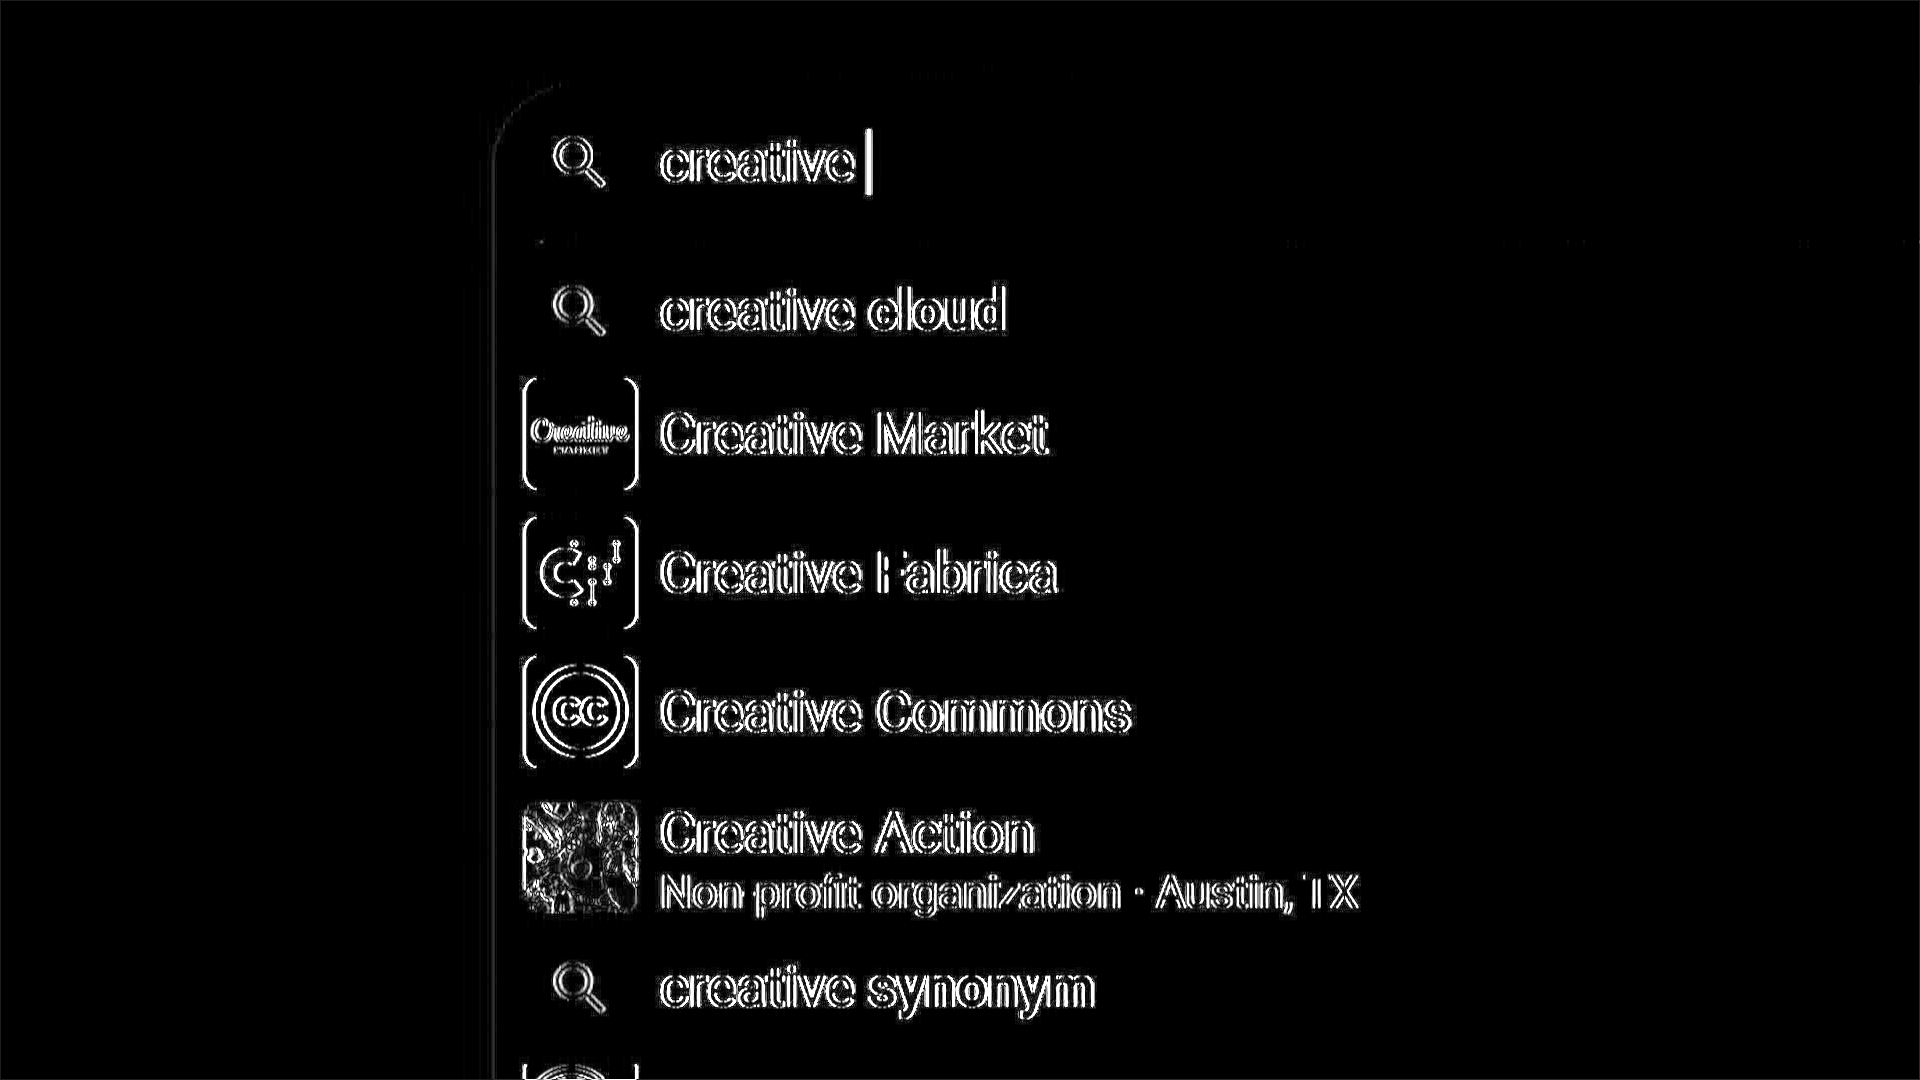 creative
creative cloud
Creative
MARKET
Creative Market
Creative Fabrica
cc
Creative Commons
Creative Action
Non-profit organization · Austin, TX
creative synonym